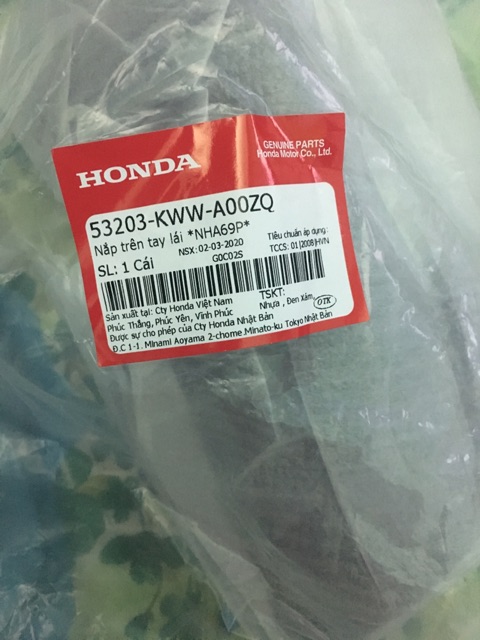 HONDA
GENUINE PARTS
Honda Motor Co., Ltd.
53203-KWW-A00ZQ
Nắp trên tay lái *NHA69P*
SL: 1 Cái
NSX: 02-03-2020
G0C02S
Tiêu chuẩn áp dụng :
TCCS: 01|2008|HVN
Sản xuất tại: Cty Honda Việt Nam
Phúc Thắng, Phúc Yên, Vĩnh Phúc
Được sự cho phép của Cty Honda Nhật Bản
Đ.C 1-1. Minami Aoyama 2-chome.Minato-ku Tokyo Nhật Bản
TSKT:
Nhựa , Đen Xám,
OTK